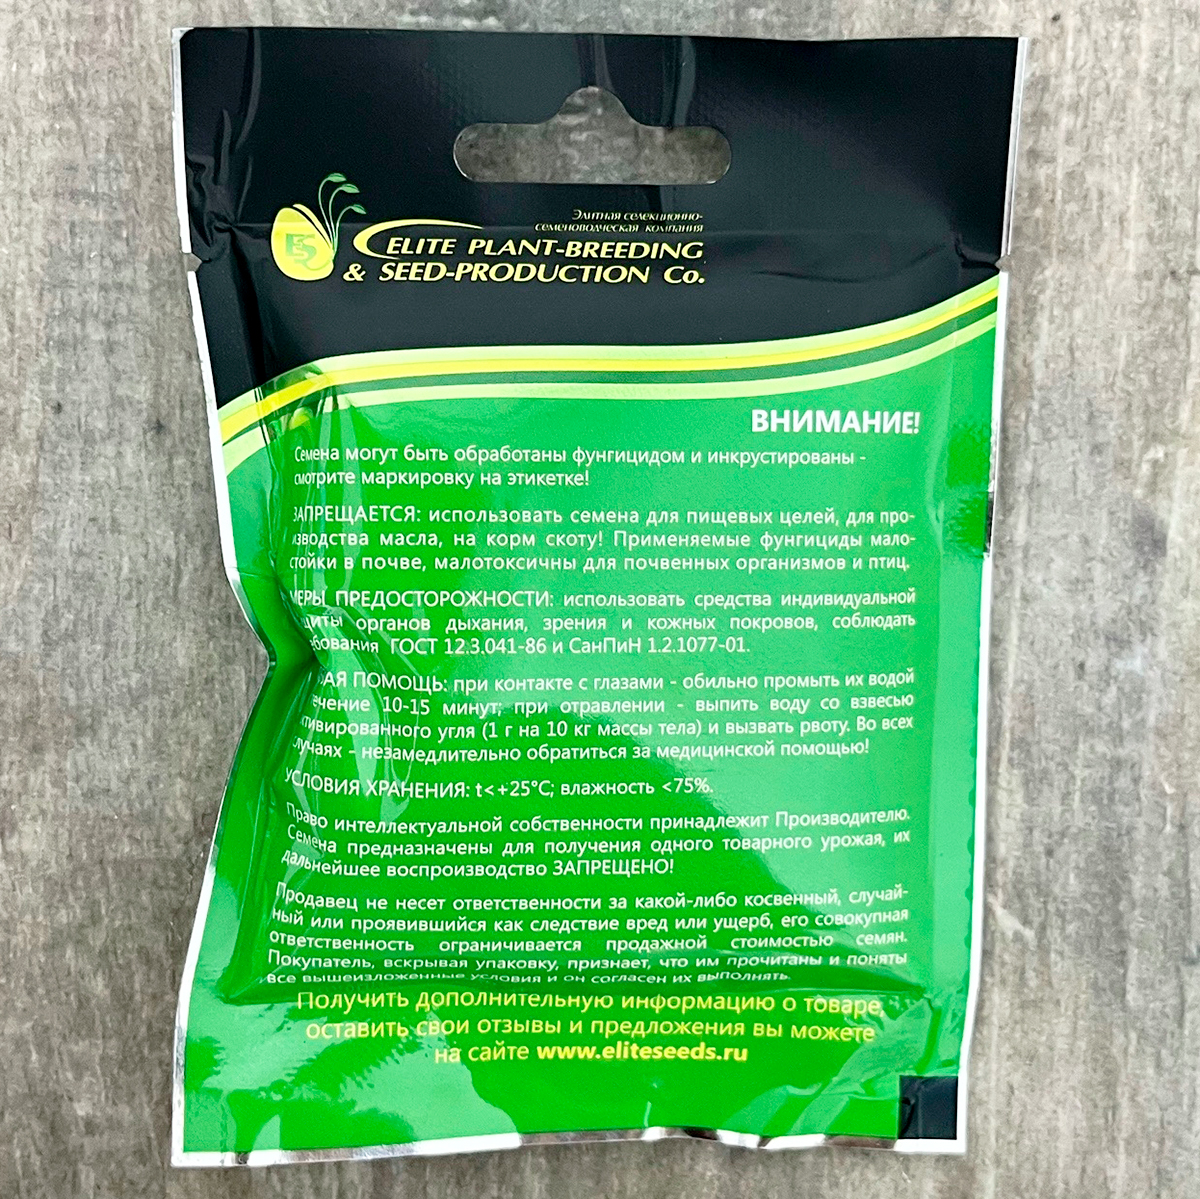 Элитная селекционно-
семеноводческая компания
ES
ELITE PLANT-BREEDING
& SEED-PRODUCTION Co.
ВНИМАНИЕ!
Семена могут быть обработаны фунгицидом и инкрустированы -
смотрите маркировку на этикетке!
ЗАПРЕЩАЕТСЯ: использовать семена для пищевых целей, для про-
изводства масла, на корм скоту! Применяемые фунгициды мало-
стойки в почве, малотоксичны для почвенных организмов и птиц.
МЕРЫ ПРЕДОСТОРОЖНОСТИ: использовать средства индивидуальной
органов дыхания, зрения и кожных покровов, соблюдать
ГОСТ 12.3.041-86 и СанПиН 1.2.1077-01.
ПОМОЩЬ: при контакте с глазами - обильно промыть их водой
10-15 минут; при отравлении - выпить воду со взвесью
угля (1 г на 10 кг массы тела) и вызвать рвоту. Во всех
случаях - незамедлительно обратиться за медицинской помощью!
УСЛОВИЯ ХРАНЕНИЯ: t<+25°C; влажность <75%.
Право интеллектуальной собственности принадлежит Производителю.
Семена предназначены для получения одного товарного урожая, их
дальнейшее воспроизводство ЗАПРЕЩЕНО!
Продавец не несет ответственности за какой-либо косвенный, случай-
ный или проявившийся как следствие вред или ущерб, его совокупная
ответственность ограничивается продажной стоимостью семян.
Покупатель, вскрывая упаковку, признает, что им прочитаны и поняты
все вышеизложенные условия и он согласен их выполнять.
Получить дополнительную информацию о товаре,
оставить свои отзывы и предложения вы можете
на сайте www.eliteseeds.ru